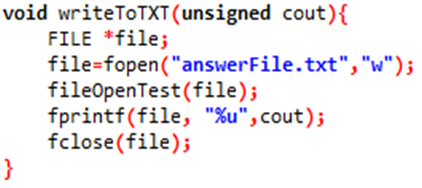 void writeToTXT(unsigned cout){
    FILE *file;
    file=fopen("answerFile.txt","w");
    fileOpenTest(file);
    fprintf(file, "%u",cout);
    fclose(file);
}